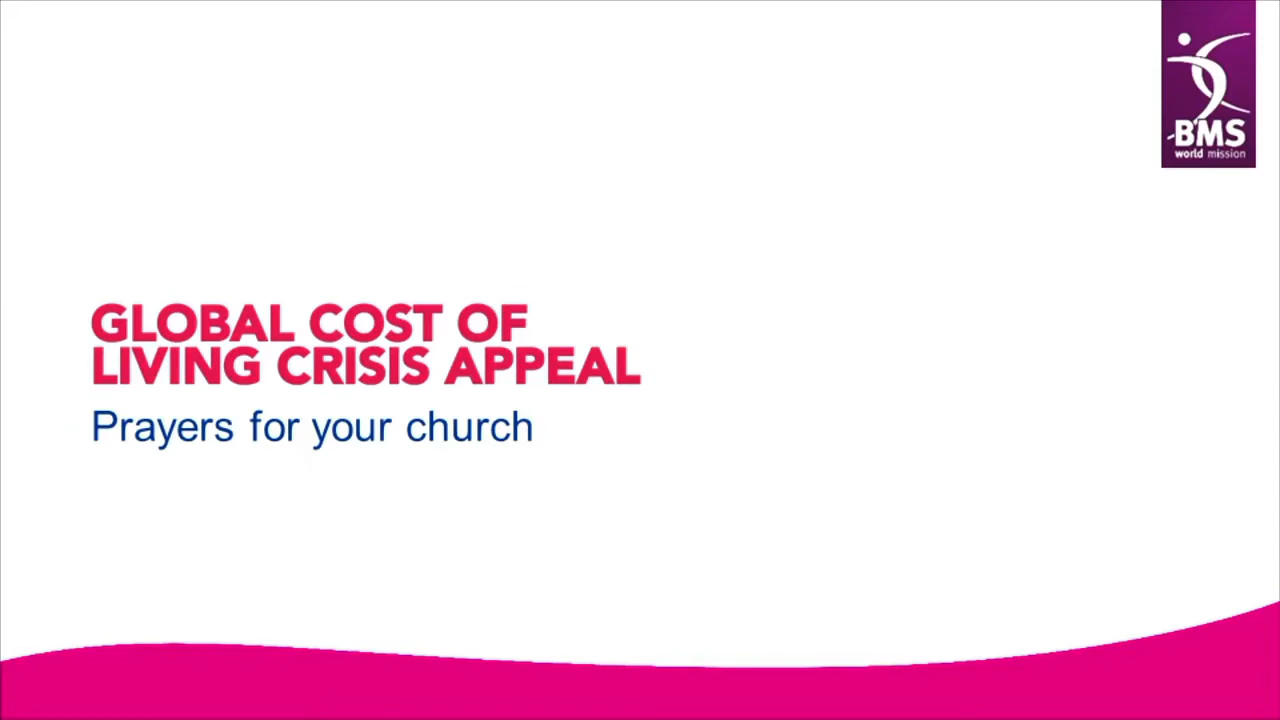 BMS
world mission
GLOBAL COST OF
LIVING CRISIS APPEAL
Prayers for your church